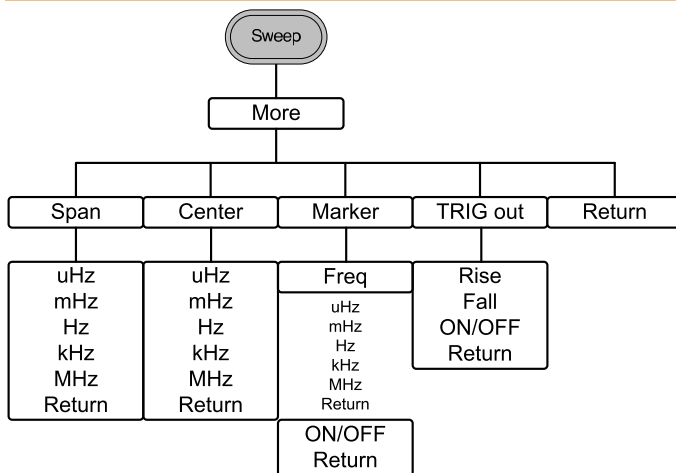 Sweep
More
Span
Center
Marker
TRIG out
Return
uHz
mHz
Hz
kHz
MHz
Return
uHz
mHz
Hz
kHz
MHz
Return
Freq
uHz
mHz
Hz
kHz
MHz
Return
ON/OFF
Return
Rise
Fall
ON/OFF
Return